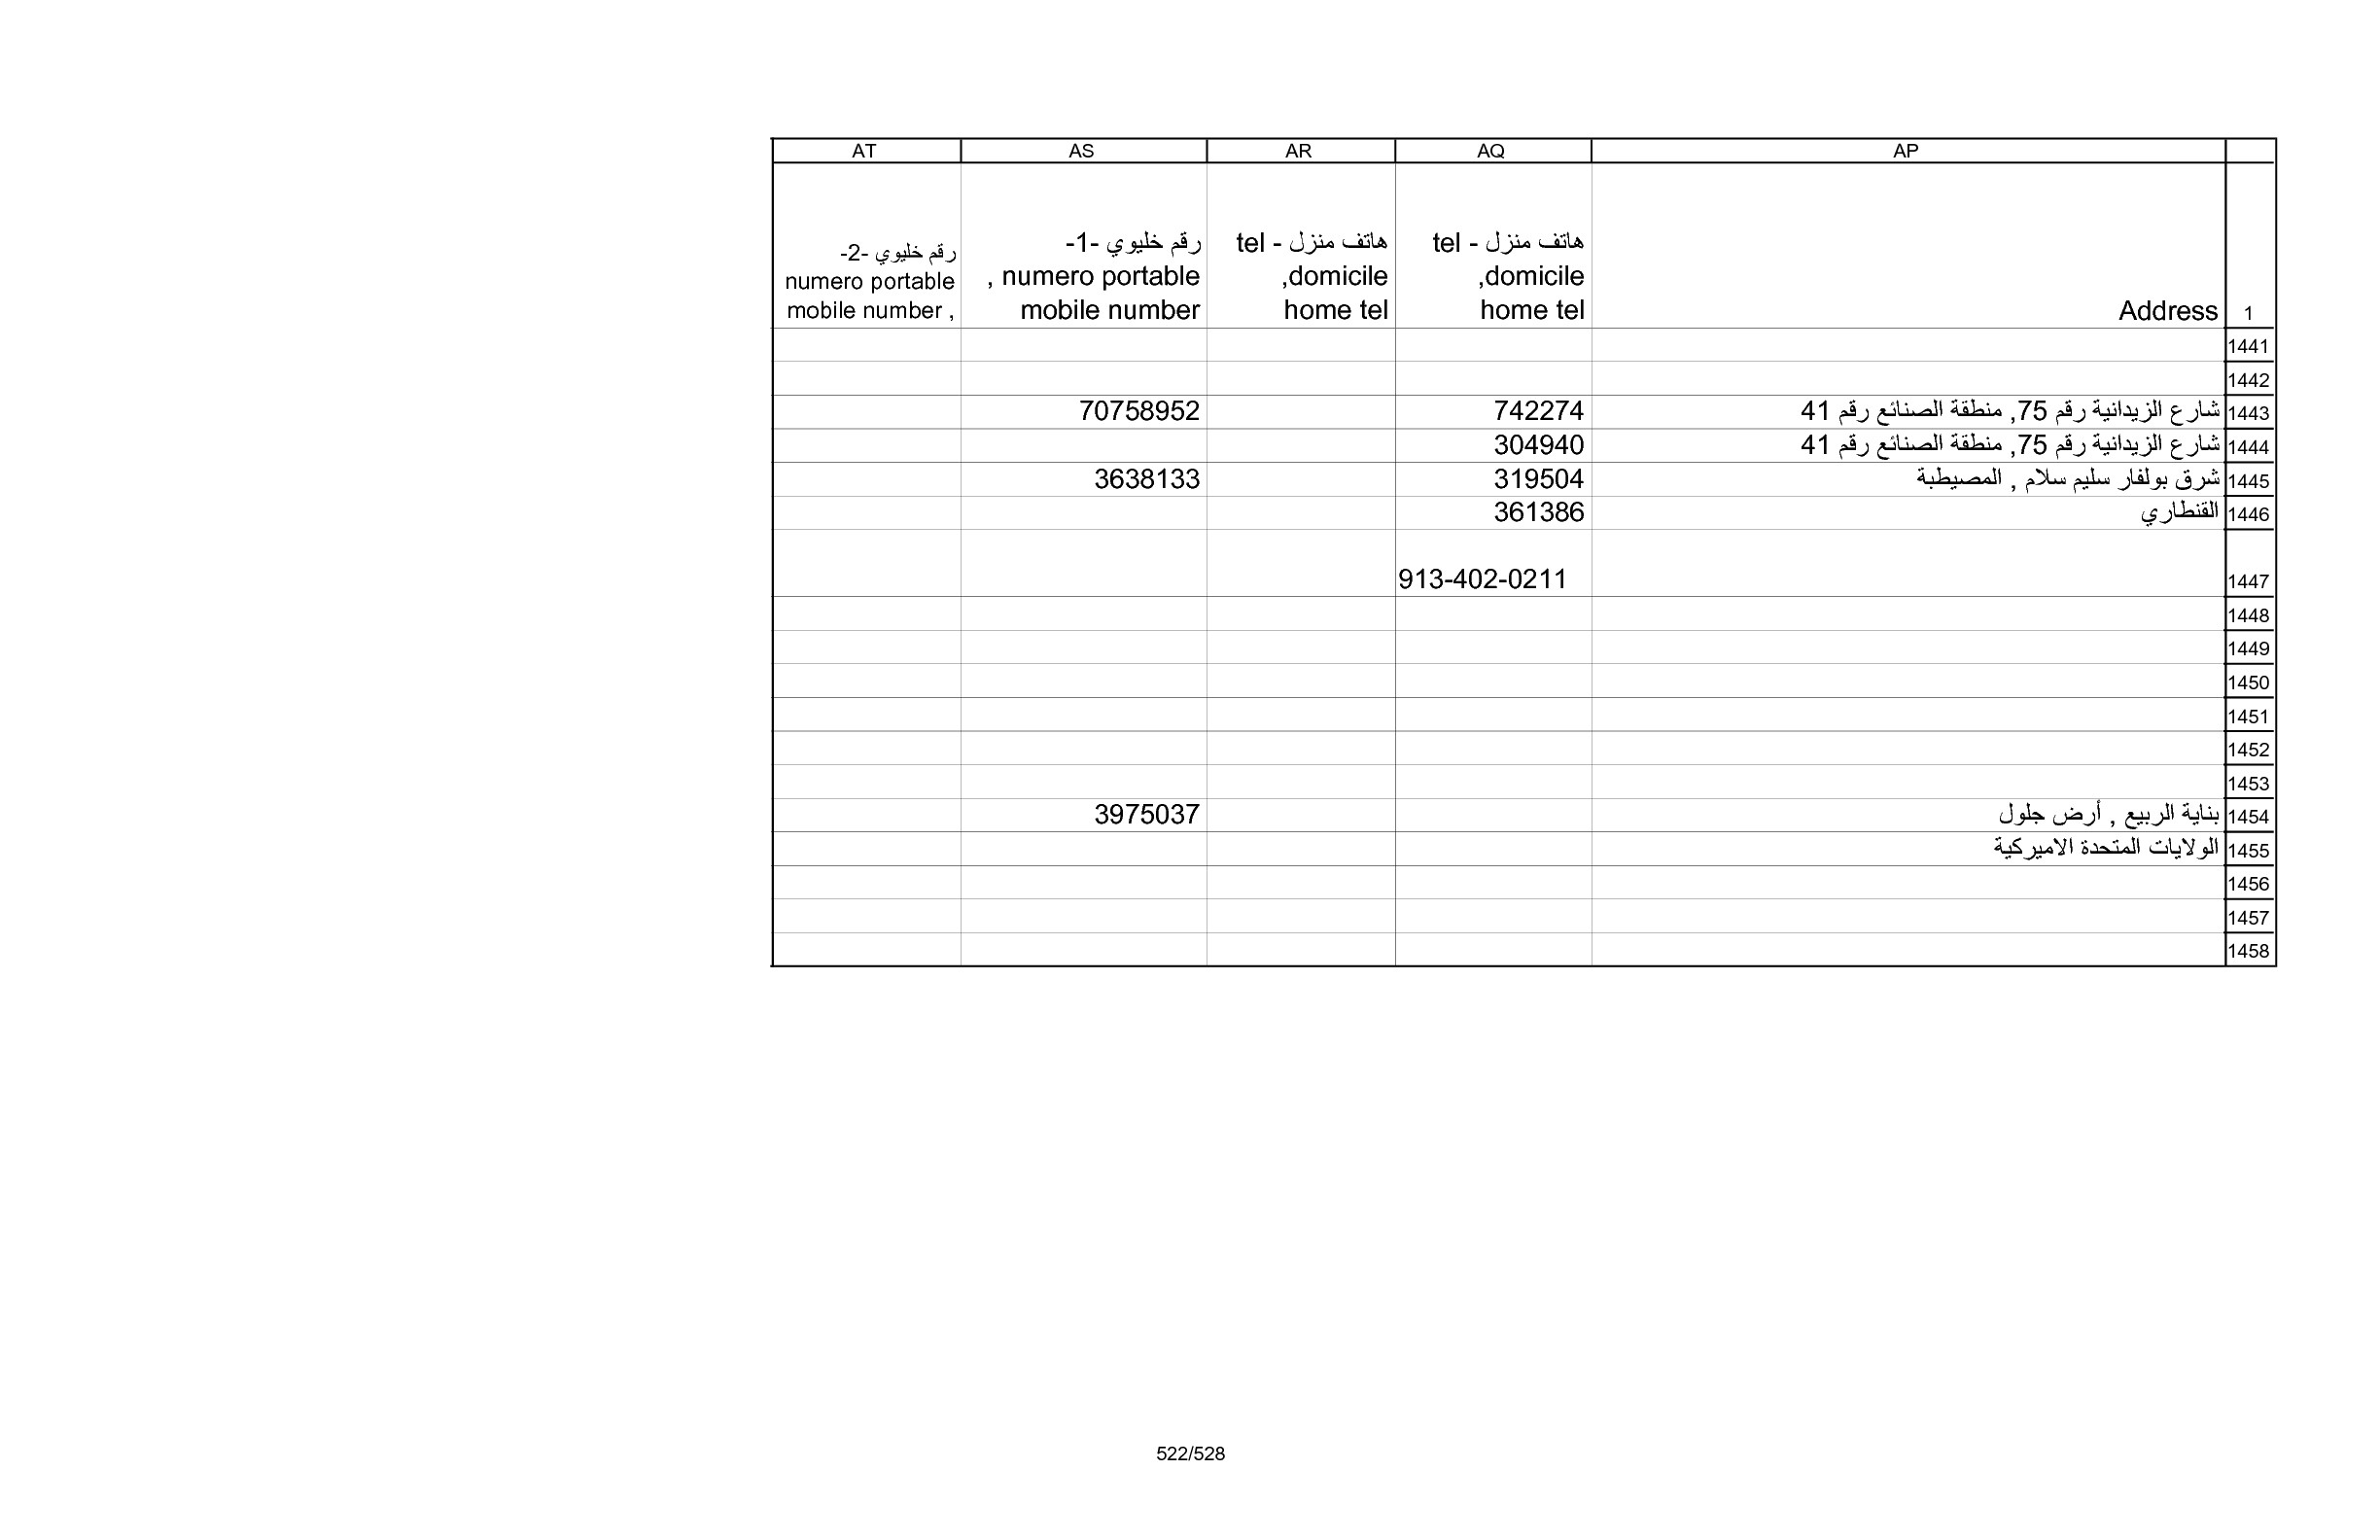 AP AQ AR AS AT
1 Address هاتف منزل - tel domicile, home tel هاتف منزل - tel domicile, home tel رقم خليوي -1- numero portable , mobile number رقم خليوي -2- numero portable mobile number ,
1441
1442
1443 شارع الزيدانية رقم 75, منطقة الصنائع رقم 41 742274 70758952
1444 شارع الزيدانية رقم 75, منطقة الصنائع رقم 41 304940
1445 شرق بولفار سليم سلام , المصيطبة 319504 3638133
1446 القنطاري 361386
1447 913-402-0211
1448
1449
1450
1451
1452
1453
1454 بناية الربيع , أرض جلول 3975037
1455 الولايات المتحدة الاميركية
1456
1457
1458
522/528